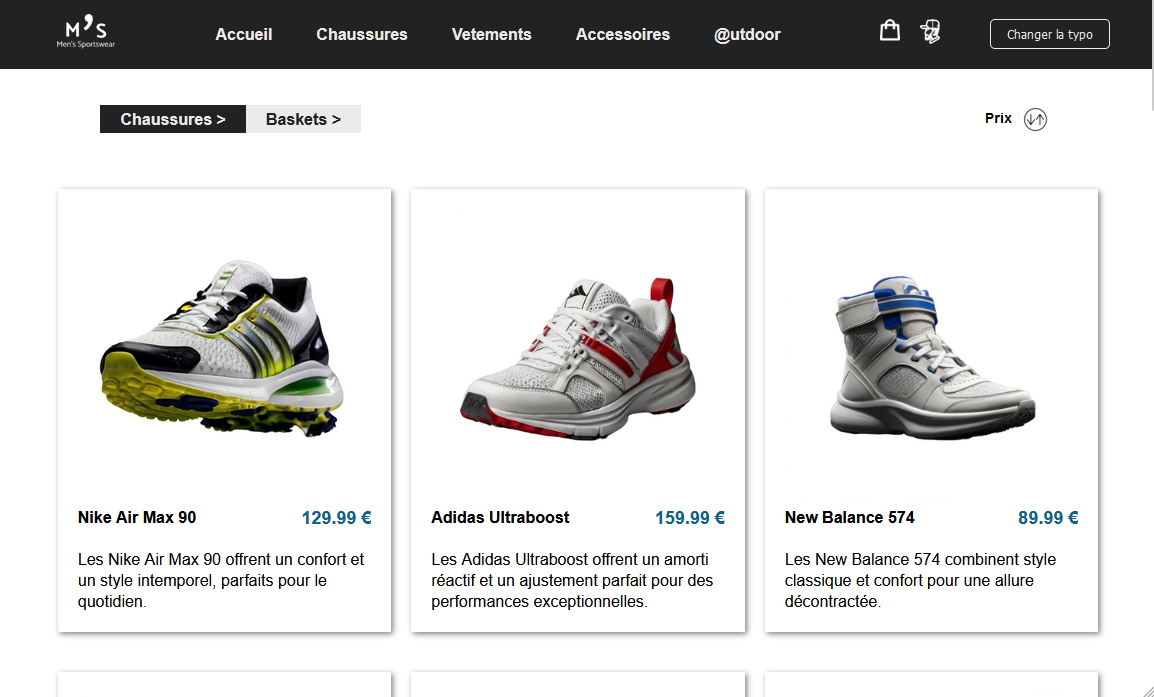 M'S
Men's Sportswear
Accueil
Chaussures
Vetements
Accessoires
@utdoor
Changer la typo
Chaussures >
Baskets >
Prix
Nike Air Max 90
129.99 €
Les Nike Air Max 90 offrent un confort et
un style intemporel, parfaits pour le
quotidien.
Adidas Ultraboost
159.99 €
Les Adidas Ultraboost offrent un amorti
réactif et un ajustement parfait pour des
performances exceptionnelles.
New Balance 574
89.99 €
Les New Balance 574 combinent style
classique et confort pour une allure
décontractée.